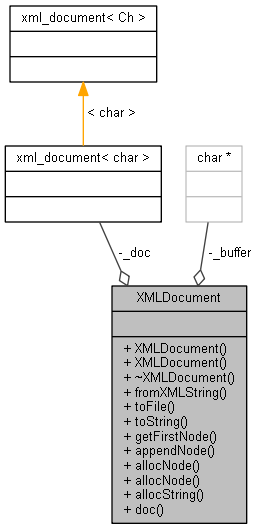 xml_document< Ch >
< char >
xml_document< char >
char *
-_doc
-_buffer
XMLDocument
+ XMLDocument()
+ XMLDocument()
+ ~XMLDocument()
+ fromXMLString()
+ toFile()
+ toString()
+ getFirstNode()
+ appendNode()
+ allocNode()
+ allocNode()
+ allocString()
+ doc()